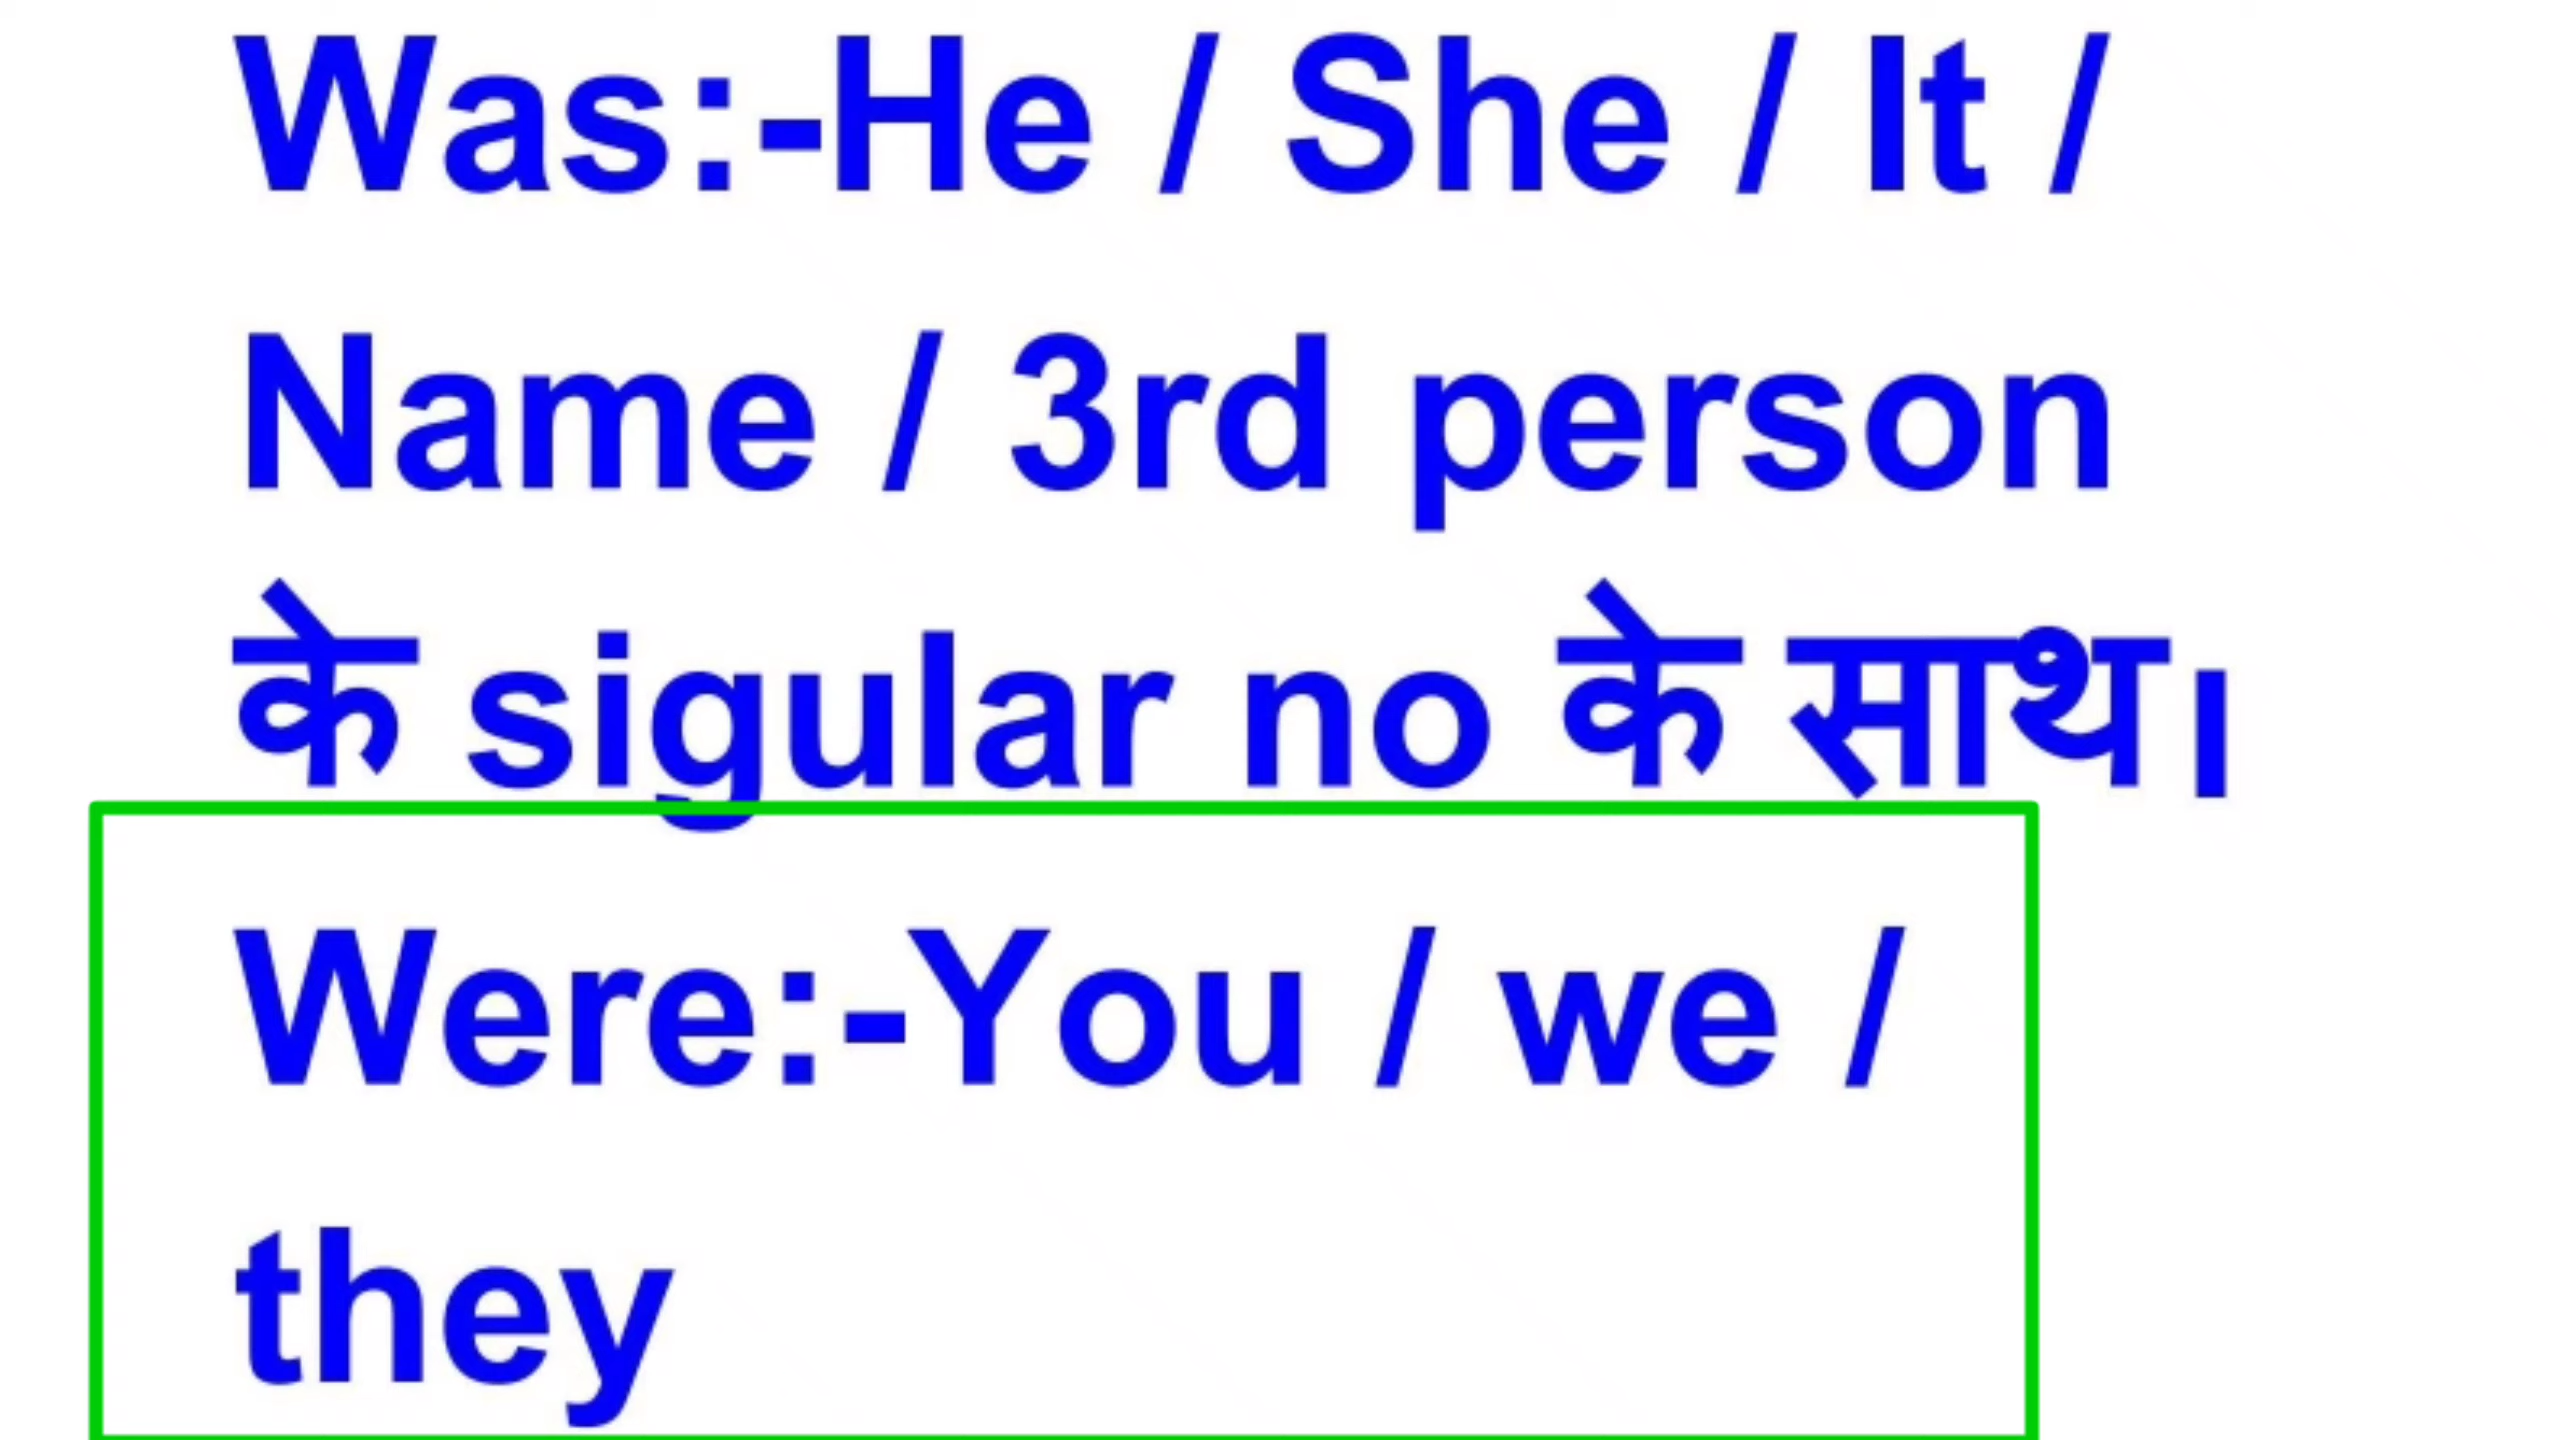 Was:-He / She / It /
Name / 3rd person
के sigular no के साथ।
Were:-You / we /
they